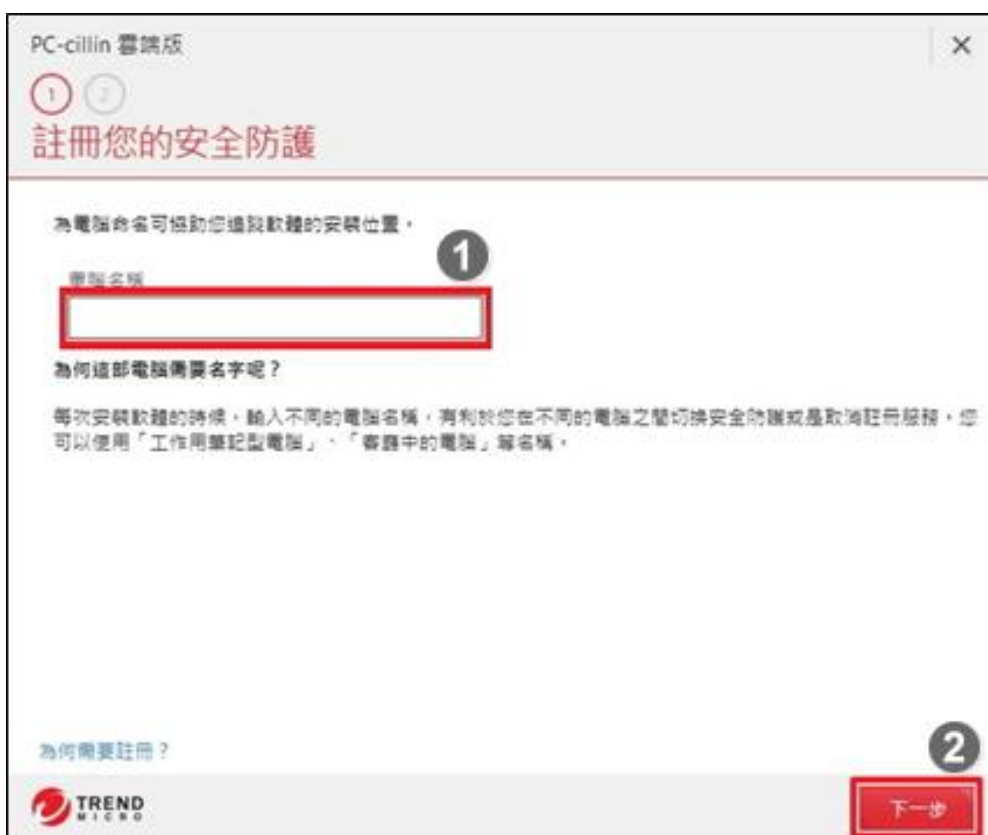 PC-cillin 雲端版
1 2
註冊您的安全防護
為電腦命名可協助您追蹤軟體的安裝位置。
1
電腦名稱
為何這部電腦需要名字呢？
每次安裝軟體的時候，輸入不同的電腦名稱，有利於您在不同的電腦之間切換安全防護或是取消註冊服務，您
可以使用「工作用筆記型電腦」、「客廳中的電腦」等名稱。
為何需要註冊？
2
TREND
MICRO
下一步